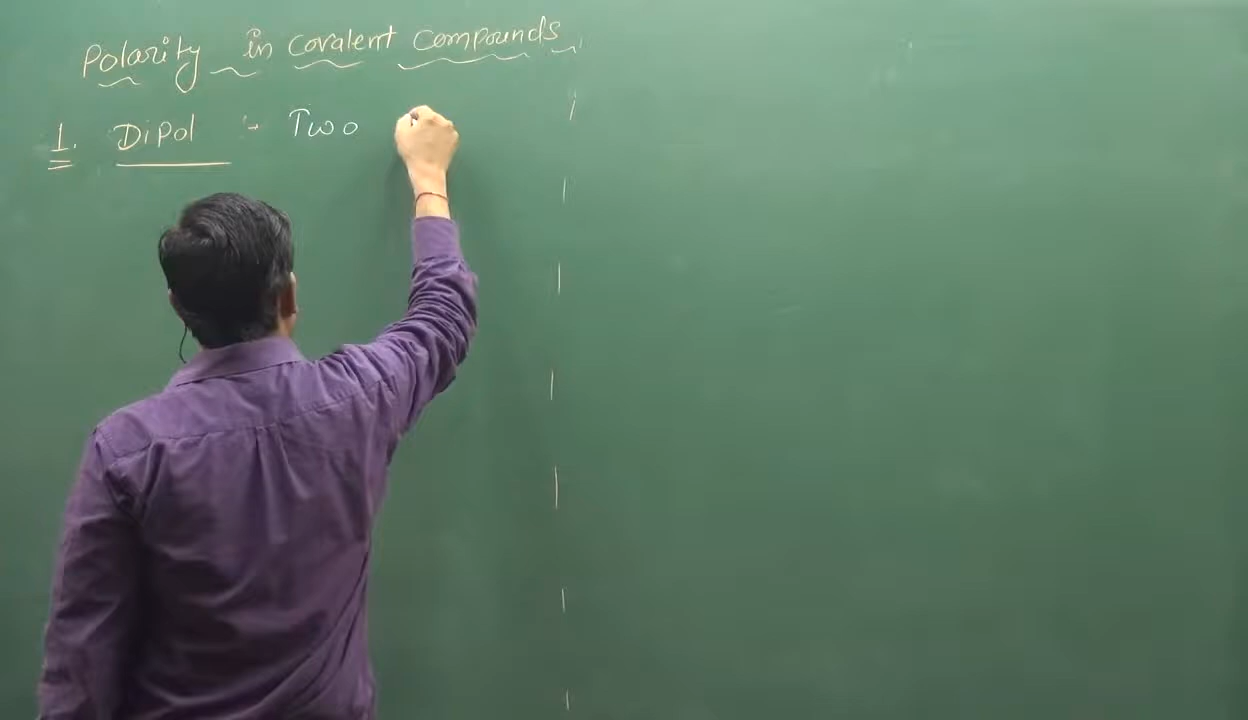 Polarity in covalent compounds
1. Dipol :- Two